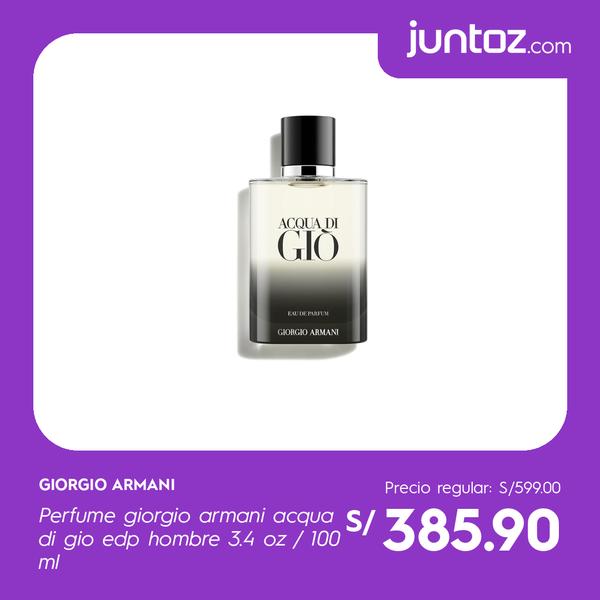 juntoz.com
ACQUA DI
GIÒ
EAU DE PARFUM
GIORGIO ARMANI
GIORGIO ARMANI
Perfume giorgio armani acqua
di gio edp hombre 3.4 oz / 100
ml
Precio regular: S/599.00
S/ 385.90